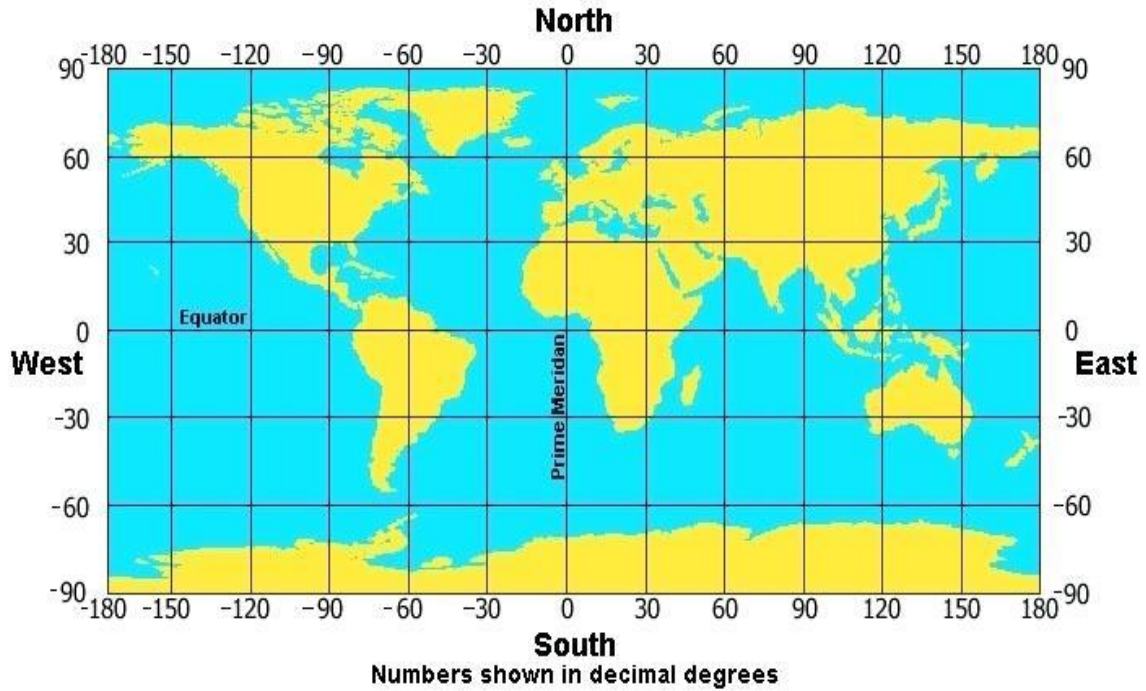 North
-180 -150 -120 -90 -60 -30 0 30 60 90 120 150 180
90 90
60 60
30 30
Equator
0 0
West East
Prime Meridan
-30 -30
-60 -60
-90 -90
-180 -150 -120 -90 -60 -30 0 30 60 90 120 150 180
South
Numbers shown in decimal degrees